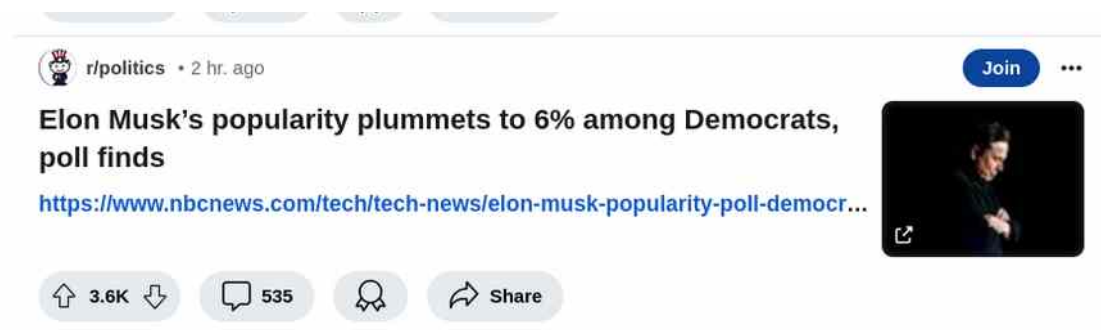 r/politics • 2 hr. ago
Join
Elon Musk’s popularity plummets to 6% among Democrats,
poll finds
https://www.nbcnews.com/tech/tech-news/elon-musk-popularity-poll-democr...
3.6K
535
Share